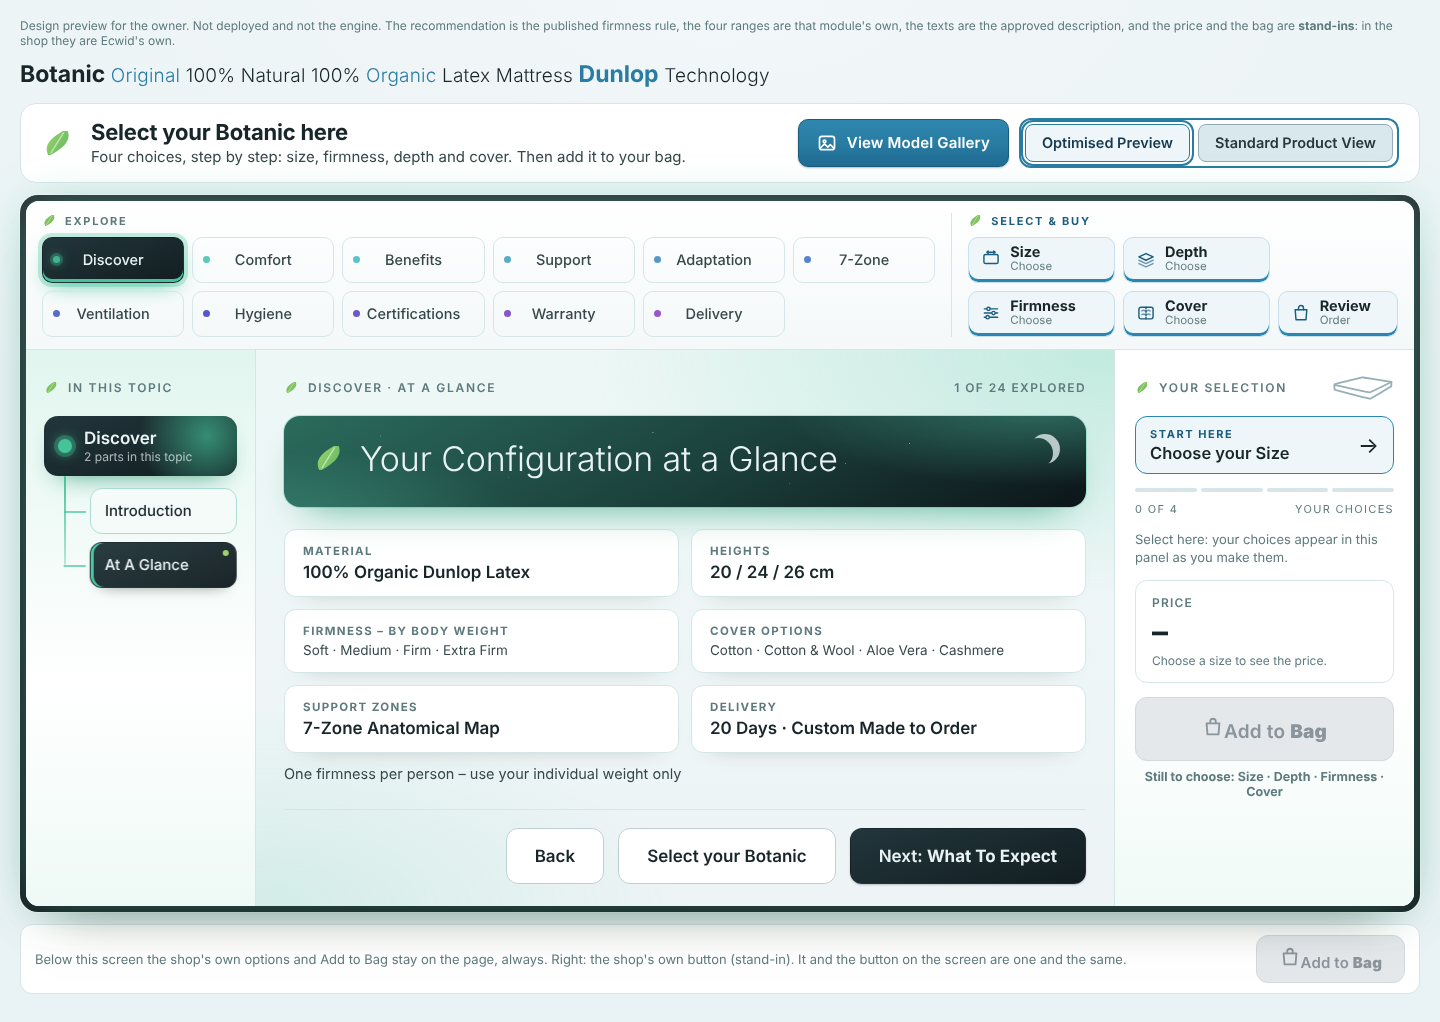 Design preview for the owner. Not deployed and not the engine. The recommendation is the published firmness rule, the four ranges are that module's own, the texts are the approved description, and the price and the bag are stand-ins: in the
shop they are Ecwid's own.
Botanic Original 100% Natural 100% Organic Latex Mattress Dunlop Technology
Select your Botanic here
Four choices, step by step: size, firmness, depth and cover. Then add it to your bag.
View Model Gallery
Optimised Preview
Standard Product View
EXPLORE
Discover
Comfort
Benefits
Support
Adaptation
7-Zone
Ventilation
Hygiene
Certifications
Warranty
Delivery
SELECT & BUY
Size
Choose
Depth
Choose
Firmness
Choose
Cover
Choose
Review
Order
IN THIS TOPIC
Discover
2 parts in this topic
Introduction
At A Glance
DISCOVER · AT A GLANCE
1 OF 24 EXPLORED
Your Configuration at a Glance
MATERIAL
100% Organic Dunlop Latex
HEIGHTS
20 / 24 / 26 cm
FIRMNESS – BY BODY WEIGHT
Soft · Medium · Firm · Extra Firm
COVER OPTIONS
Cotton · Cotton & Wool · Aloe Vera · Cashmere
SUPPORT ZONES
7-Zone Anatomical Map
DELIVERY
20 Days · Custom Made to Order
One firmness per person – use your individual weight only
Back
Select your Botanic
Next: What To Expect
YOUR SELECTION
START HERE
Choose your Size
0 OF 4
YOUR CHOICES
Select here: your choices appear in this
panel as you make them.
PRICE
–
Choose a size to see the price.
Add to Bag
Still to choose: Size · Depth · Firmness ·
Cover
Below this screen the shop's own options and Add to Bag stay on the page, always. Right: the shop's own button (stand-in). It and the button on the screen are one and the same.
Add to Bag